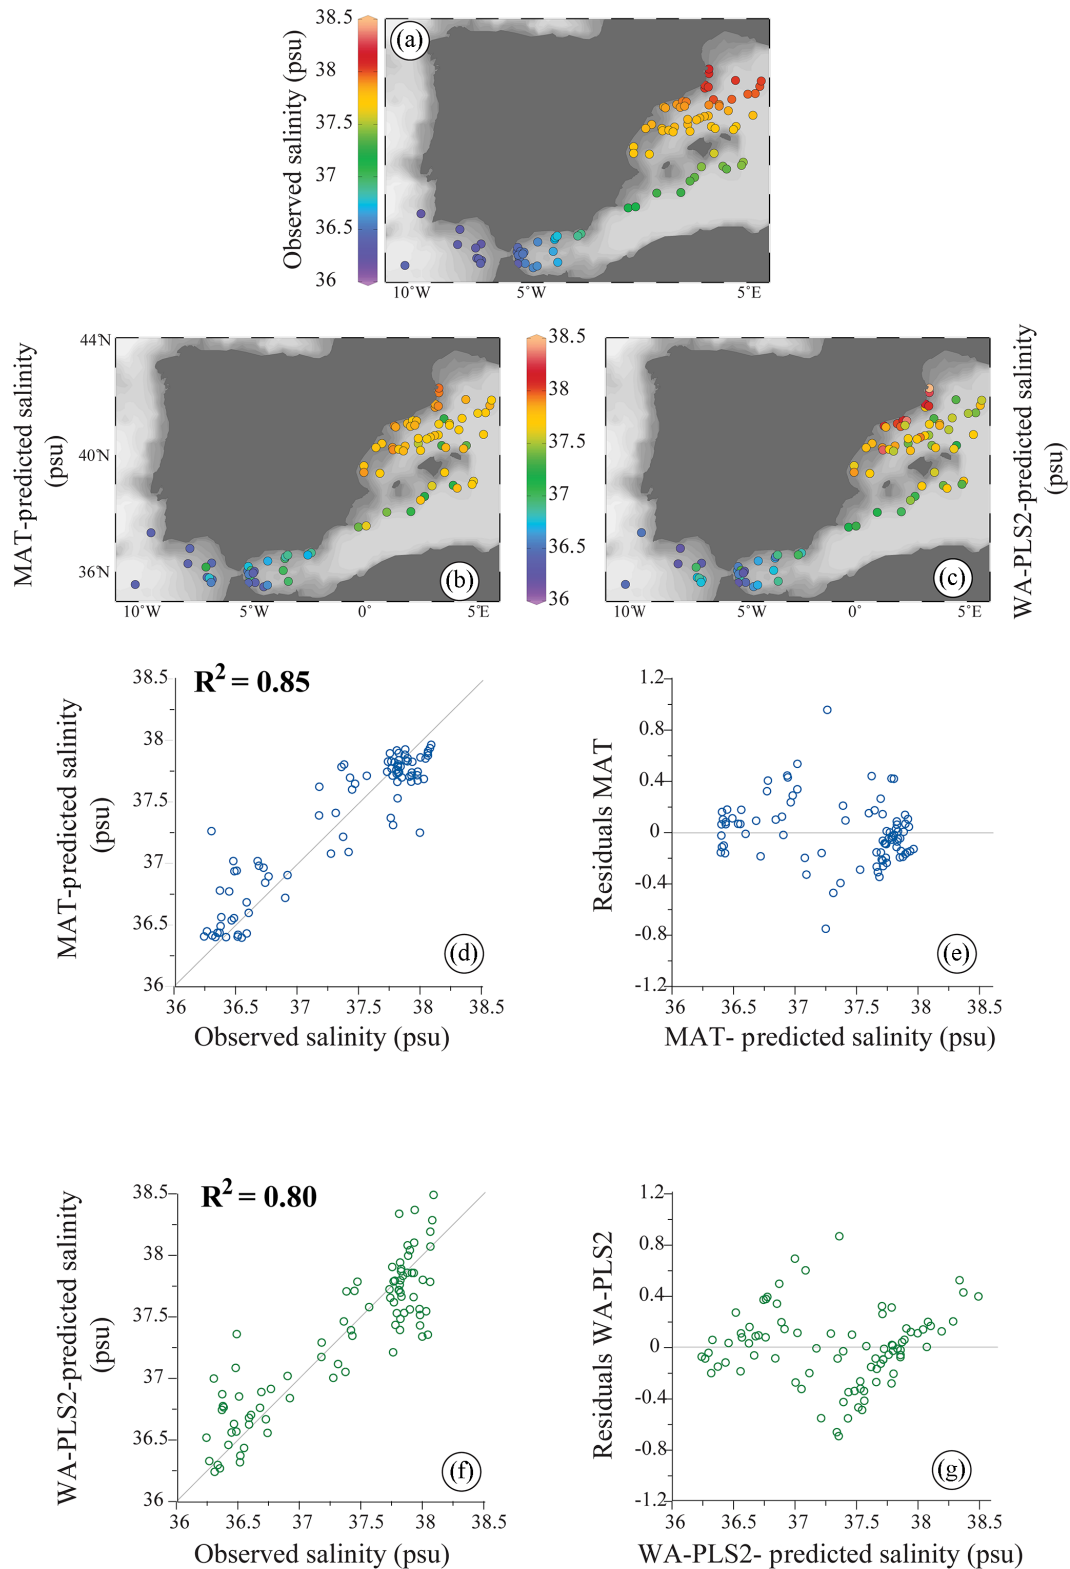 Observed salinity (psu)
38.5
38
37.5
37
36.5
36
(a)
10°W
5°W
5°E
MAT-predicted salinity
(psu)
44°N
40°N
36°N
10°W
5°W
0°
5°E
(b)
38.5
38
37.5
37
36.5
36
(c)
10°W
5°W
0°
5°E
WA-PLS2-predicted salinity
(psu)
MAT-predicted salinity
(psu)
R2 = 0.85
38.5
38
37.5
37
36.5
36
36
36.5
37
37.5
38
38.5
(d)
Observed salinity (psu)
Residuals MAT
1.2
0.8
0.4
0
-0.4
-0.8
-1.2
36
36.5
37
37.5
38
38.5
(e)
MAT- predicted salinity (psu)
WA-PLS2-predicted salinity
(psu)
R2 = 0.80
38.5
38
37.5
37
36.5
36
36
36.5
37
37.5
38
38.5
(f)
Observed salinity (psu)
Residuals WA-PLS2
1.2
0.8
0.4
0
-0.4
-0.8
-1.2
36
36.5
37
37.5
38
38.5
(g)
WA-PLS2- predicted salinity (psu)